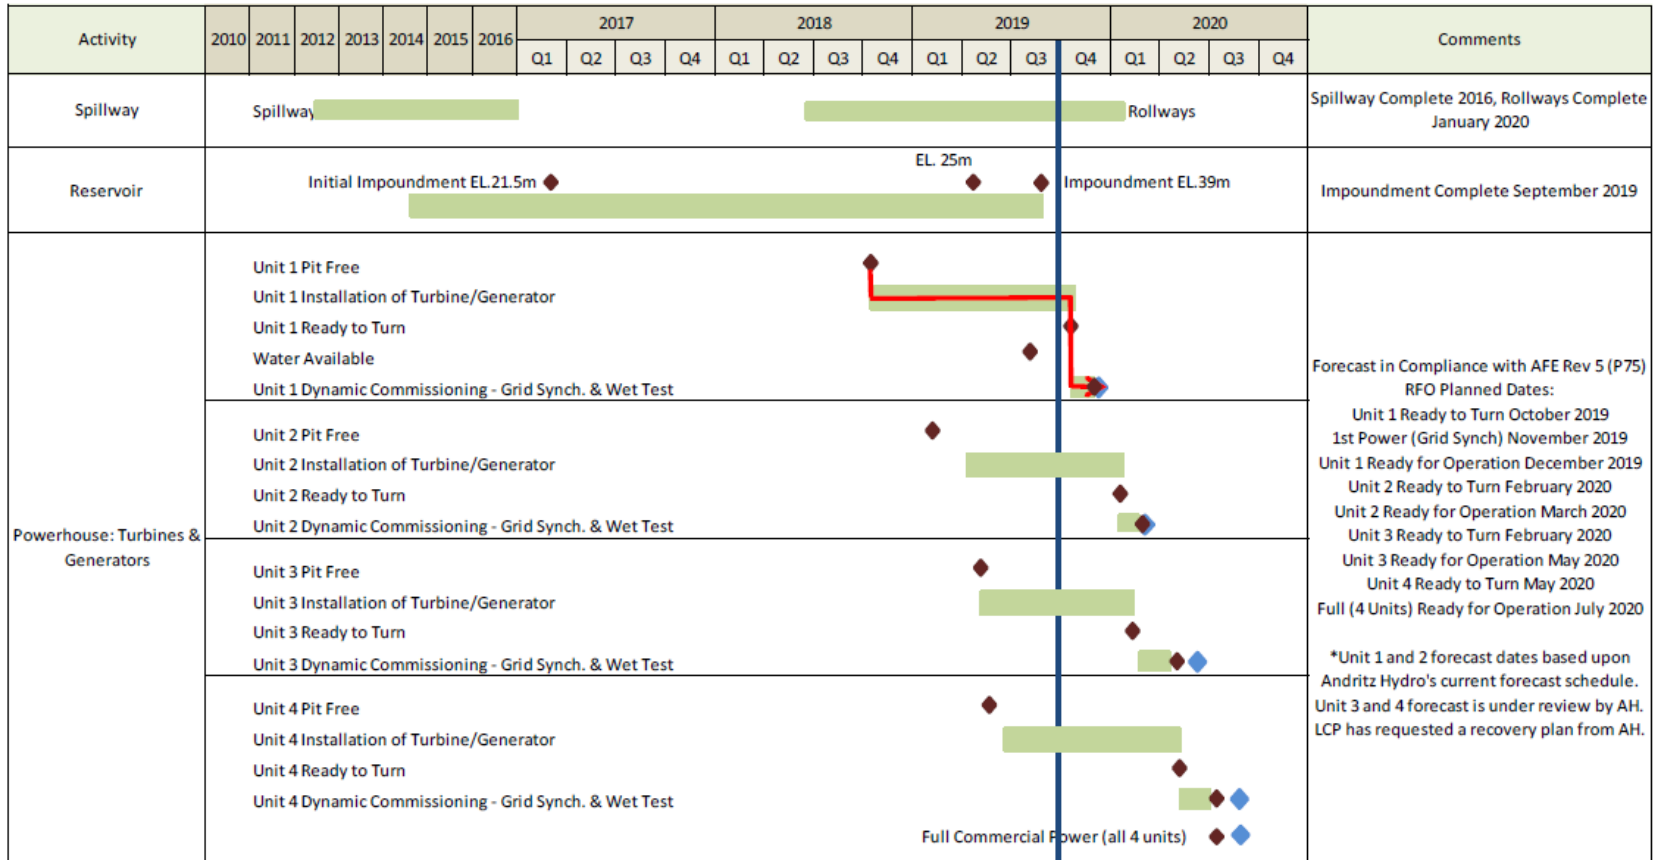 Activity
2010 2011 2012 2013 2014 2015 2016
2017
2018
2019
2020
Comments
Q1 Q2 Q3 Q4 Q1 Q2 Q3 Q4 Q1 Q2 Q3 Q4 Q1 Q2 Q3 Q4
Spillway
Spillway
Rollways
Spillway Complete 2016, Rollways Complete
January 2020
Reservoir
EL. 25m
Initial Impoundment EL.21.5m
Impoundment EL.39m
Impoundment Complete September 2019
Powerhouse: Turbines &
Generators
Unit 1 Pit Free
Unit 1 Installation of Turbine/Generator
Unit 1 Ready to Turn
Water Available
Unit 1 Dynamic Commissioning - Grid Synch. & Wet Test
Unit 2 Pit Free
Unit 2 Installation of Turbine/Generator
Unit 2 Ready to Turn
Unit 2 Dynamic Commissioning - Grid Synch. & Wet Test
Unit 3 Pit Free
Unit 3 Installation of Turbine/Generator
Unit 3 Ready to Turn
Unit 3 Dynamic Commissioning - Grid Synch. & Wet Test
Unit 4 Pit Free
Unit 4 Installation of Turbine/Generator
Unit 4 Ready to Turn
Unit 4 Dynamic Commissioning - Grid Synch. & Wet Test
Full Commercial Power (all 4 units)
Forecast in Compliance with AFE Rev 5 (P75)
RFO Planned Dates:
Unit 1 Ready to Turn October 2019
1st Power (Grid Synch) November 2019
Unit 1 Ready for Operation December 2019
Unit 2 Ready to Turn February 2020
Unit 2 Ready for Operation March 2020
Unit 3 Ready to Turn February 2020
Unit 3 Ready for Operation May 2020
Unit 4 Ready to Turn May 2020
Full (4 Units) Ready for Operation July 2020
*Unit 1 and 2 forecast dates based upon
Andritz Hydro's current forecast schedule.
Unit 3 and 4 forecast is under review by AH.
LCP has requested a recovery plan from AH.